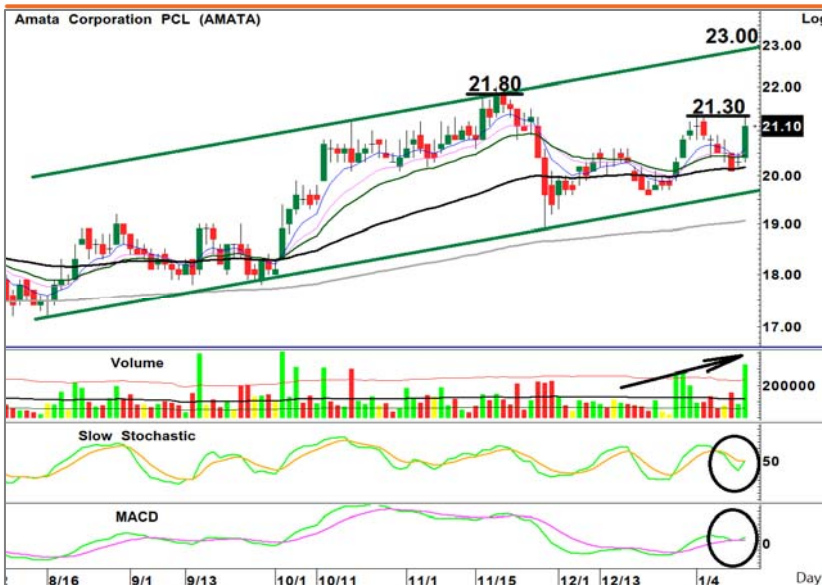 Amata Corporation PCL (AMATA)
Log
23.00
23.00
22.00
21.80
21.30
21.10
20.00
19.00
18.00
17.00
Volume
200000
Slow Stochastic
50
MACD
0
8/16 9/1 9/13 10/1 10/11 11/1 11/15 12/1 12/13 1/4 Day